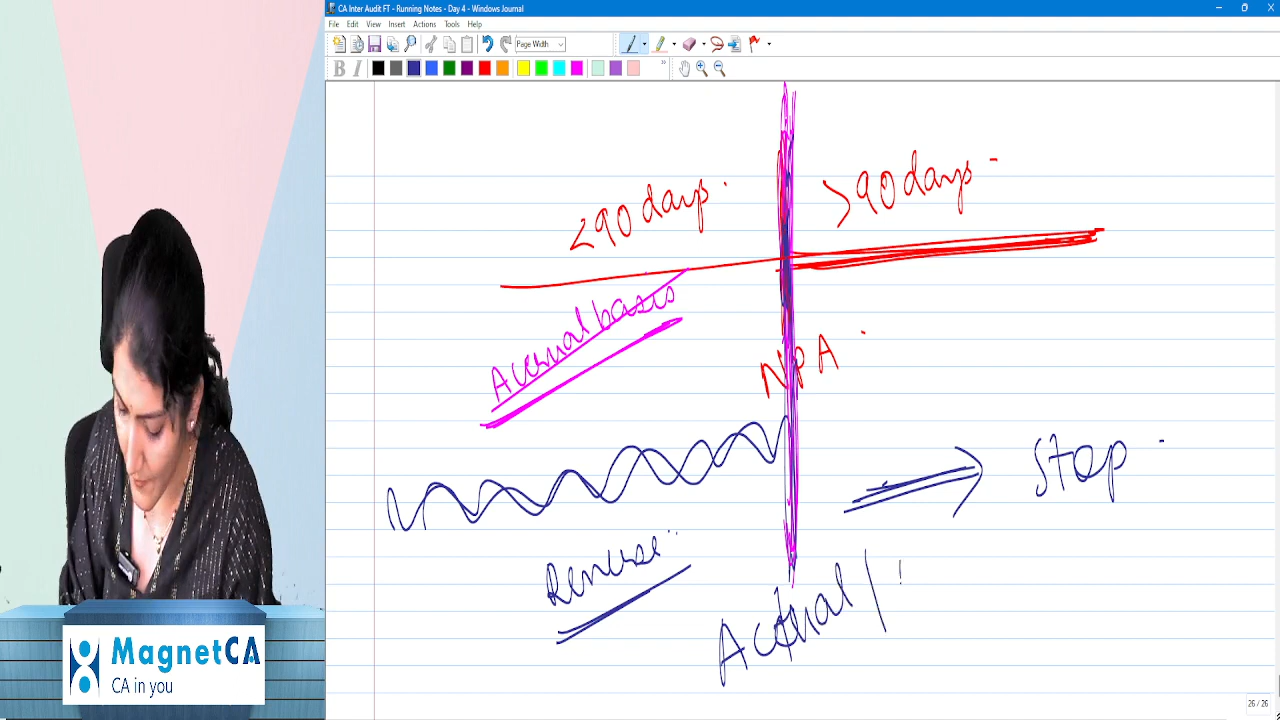 CA Inter Audit FT - Running Notes - Day 4 - Windows Journal
File Edit View Insert Actions Tools Help
Page Width
B I
<90 days.
>90 days-
Accrual basis
NPA.
Stop.
Reverse
Actual /
MagnetCA
CA in you
26 / 26